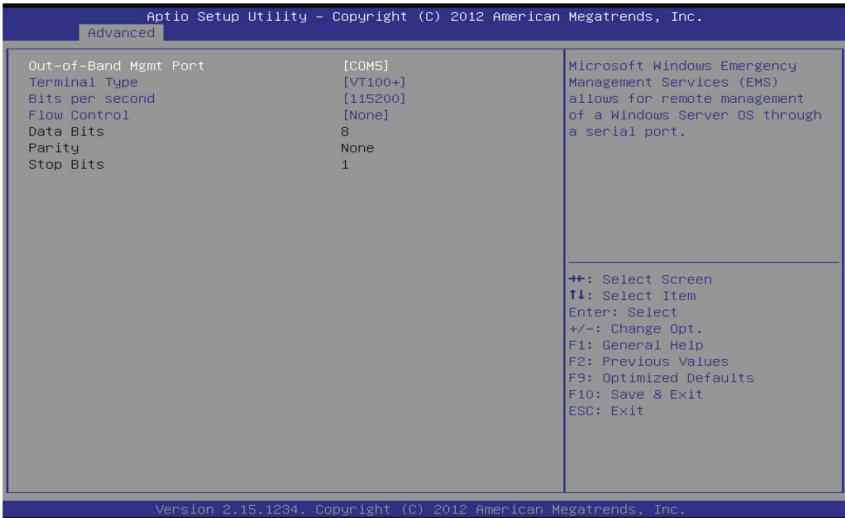 Aptio Setup Utility – Copyright (C) 2012 American Megatrends, Inc.
Advanced
Out-of-Band Mgmt Port [COM5]
Terminal Type [VT100+]
Bits per second [115200]
Flow Control [None]
Data Bits 8
Parity None
Stop Bits 1
Microsoft Windows Emergency
Management Services (EMS)
allows for remote management
of a Windows Server OS through
a serial port.
→←: Select Screen
↑↓: Select Item
Enter: Select
+/-: Change Opt.
F1: General Help
F2: Previous Values
F9: Optimized Defaults
F10: Save & Exit
ESC: Exit
Version 2.15.1234. Copyright (C) 2012 American Megatrends, Inc.